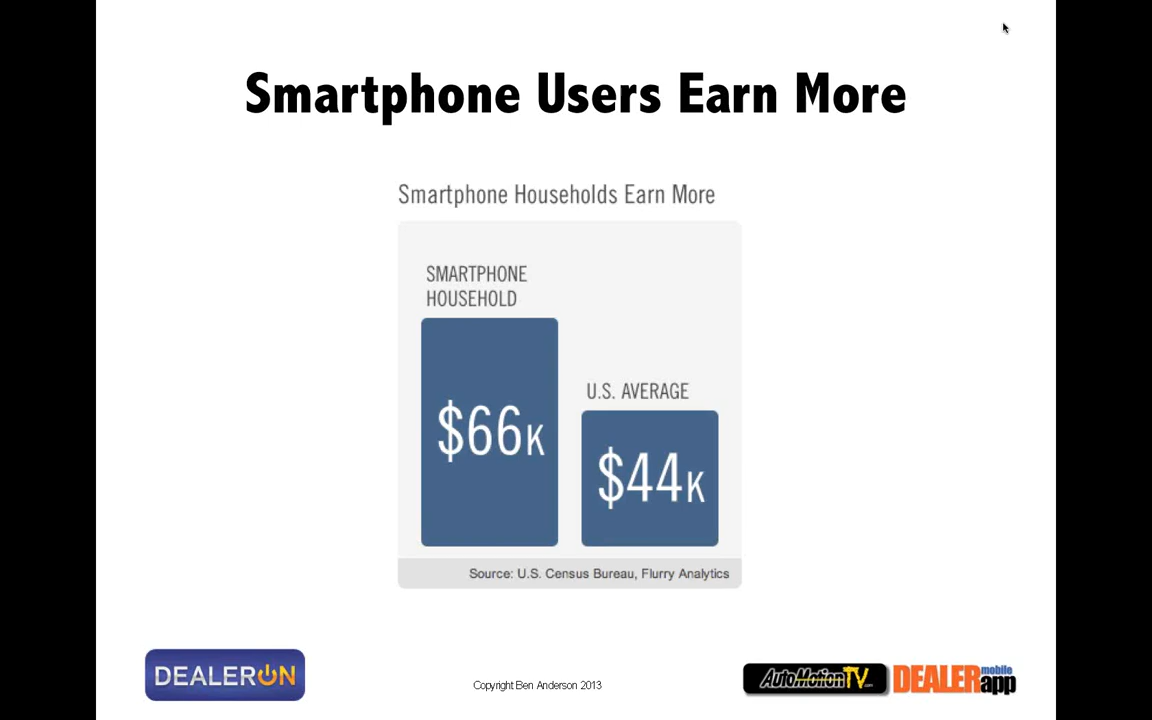 Smartphone Users Earn More
Smartphone Households Earn More
SMARTPHONE
HOUSEHOLD
$66K
U.S. AVERAGE
$44K
Source: U.S. Census Bureau, Flurry Analytics
DEALERON
Copyright Ben Anderson 2013
AutoMotionTV.com
DEALER mobile app